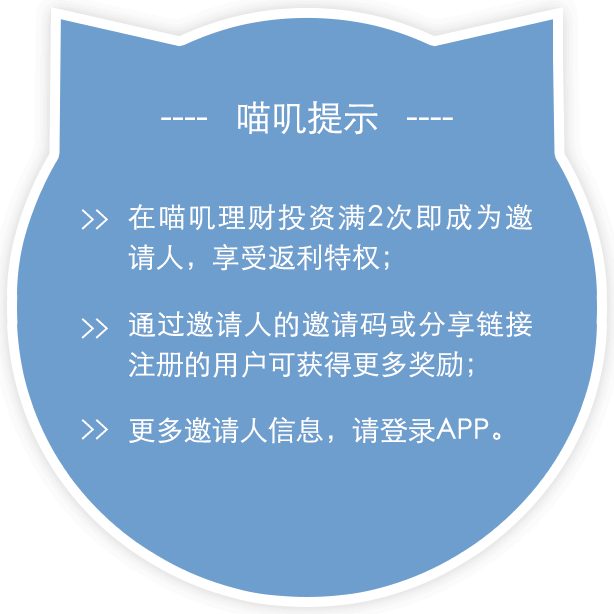 ---- 喵叽提示 ----
>> 在喵叽理财投资满2次即成为邀
请人，享受返利特权；
>> 通过邀请人的邀请码或分享链接
注册的用户可获得更多奖励；
>> 更多邀请人信息，请登录APP。